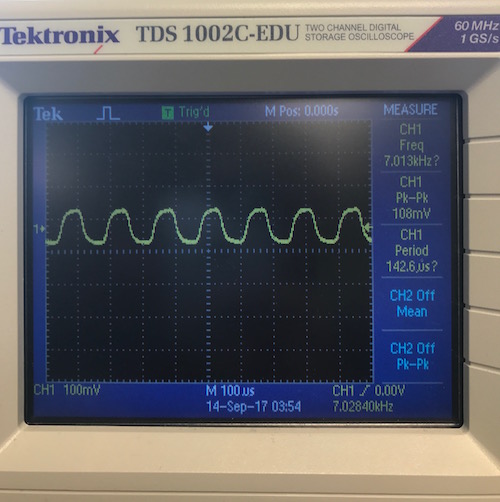 Tektronix TDS 1002C-EDU TWO CHANNEL DIGITAL
STORAGE OSCILLOSCOPE
60 MHz
1 GS/s
Tek T Trig'd M Pos: 0.000s MEASURE
CH1
Freq
7.013kHz?
CH1
Pk-Pk
108mV
CH1
Period
142.6µs?
CH2 Off
Mean
CH2 Off
Pk-Pk
1
CH1 100mV M 100µs CH1 0.00V
14-Sep-17 03:54 7.02840kHz